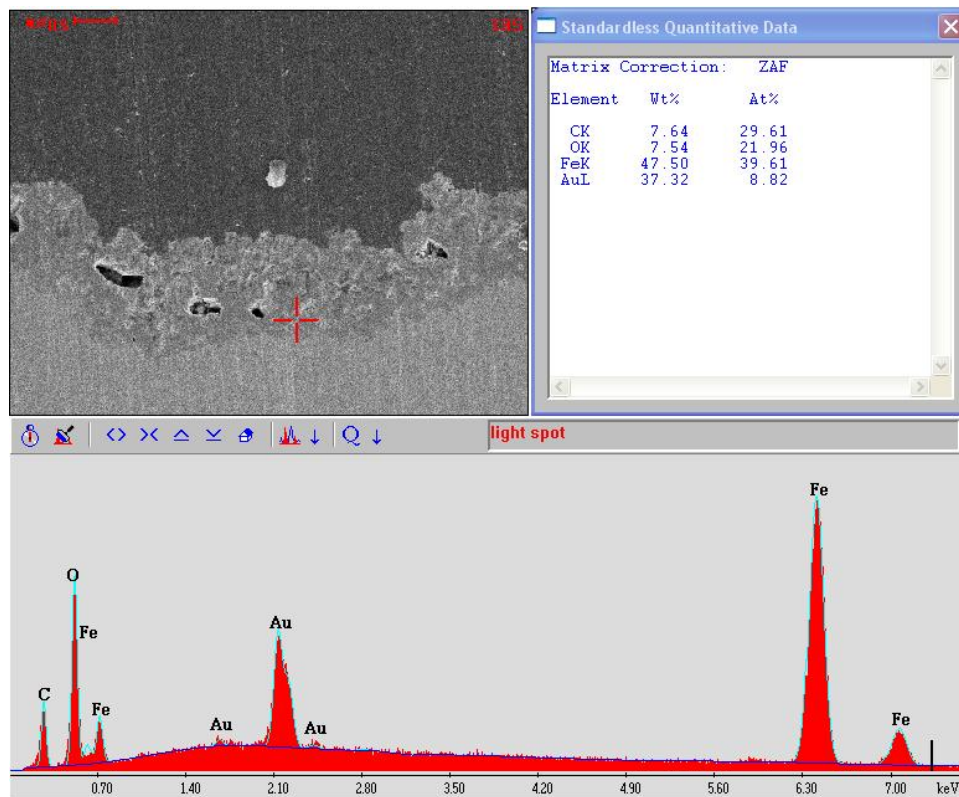 Standardless Quantitative Data
Matrix Correction: ZAF
Element Wt% At%
CK 7.64 29.61
OK 7.54 21.96
FeK 47.50 39.61
AuL 37.32 8.82
Q
light spot
Fe
O
Au
Fe
C
Fe
Au
Au
Fe
0.70 1.40 2.10 2.80 3.50 4.20 4.90 5.60 6.30 7.00 keV